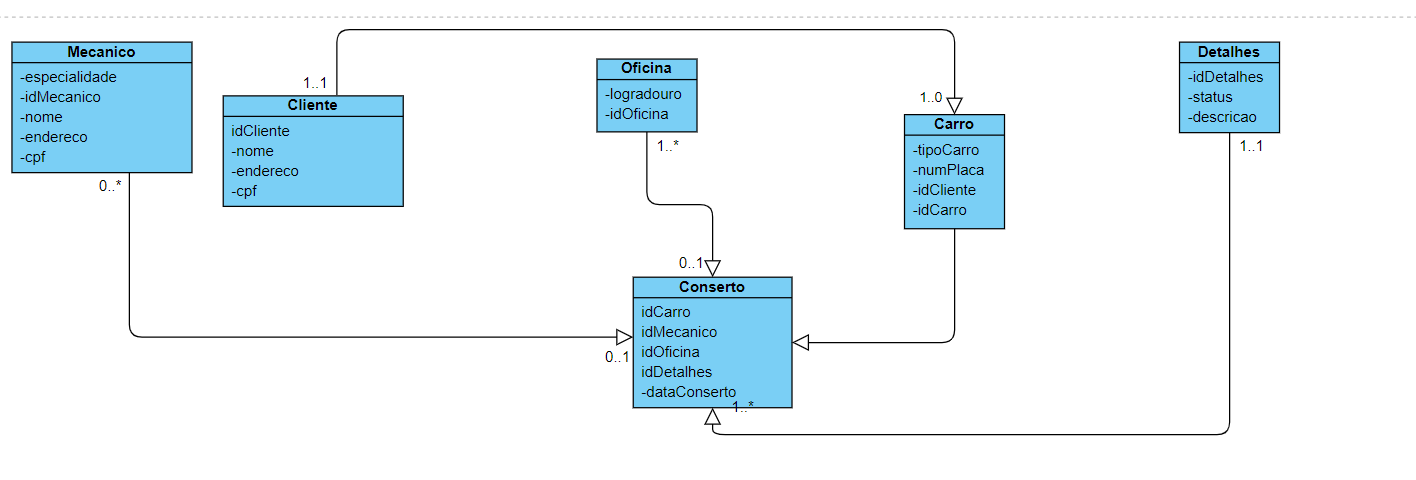 Mecanico
-especialidade
-idMecanico
-nome
-endereco
-cpf
0..*
1..1
Cliente
idCliente
-nome
-endereco
-cpf
Oficina
-logradouro
-idOficina
1..*
1..0
Carro
-tipoCarro
-numPlaca
-idCliente
-idCarro
Detalhes
-idDetalhes
-status
-descricao
1..1
0..1
0..1
Conserto
idCarro
idMecanico
idOficina
idDetalhes
-dataConserto
1..*